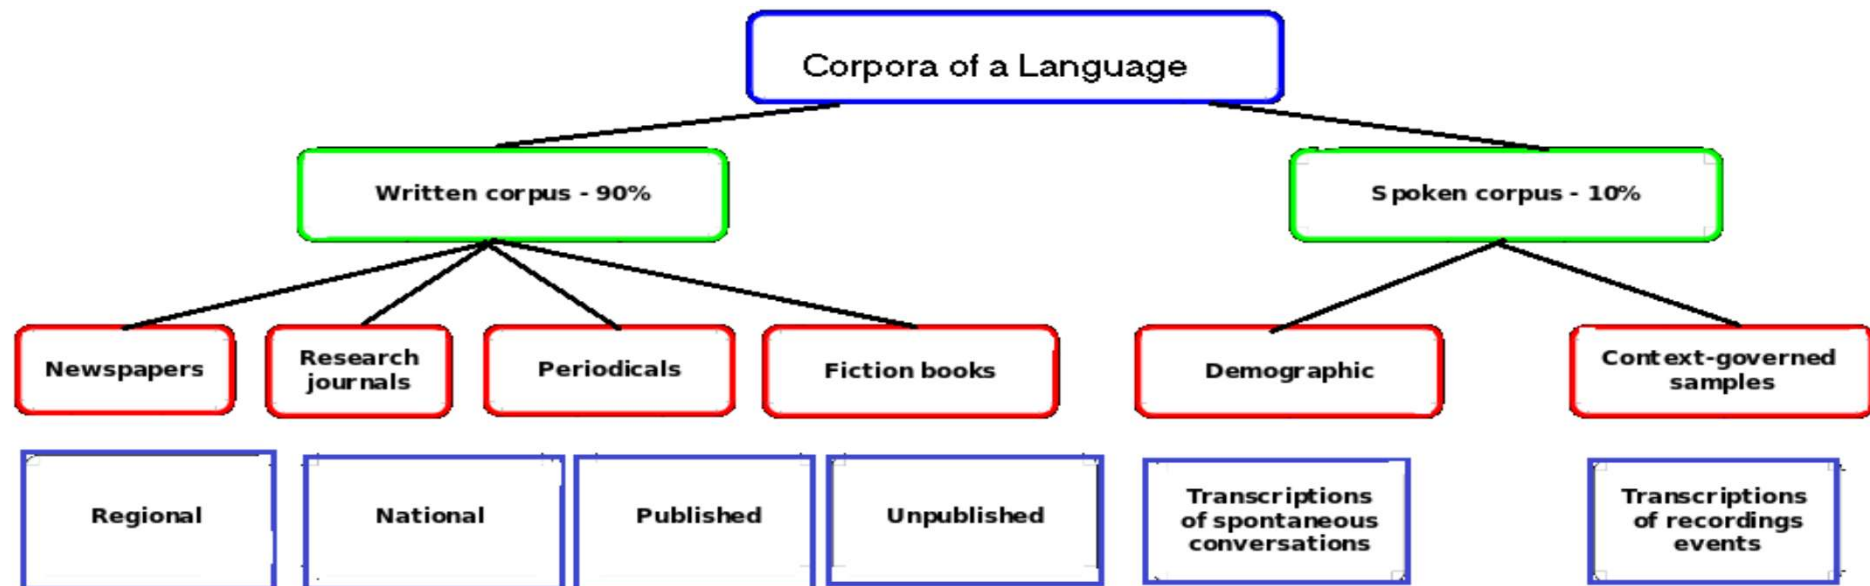 Corpora of a Language
Written corpus - 90%
Spoken corpus - 10%
Newspapers
Research
journals
Periodicals
Fiction books
Demographic
Context-governed
samples
Regional
National
Published
Unpublished
Transcriptions
of spontaneous
conversations
Transcriptions
of recordings
events